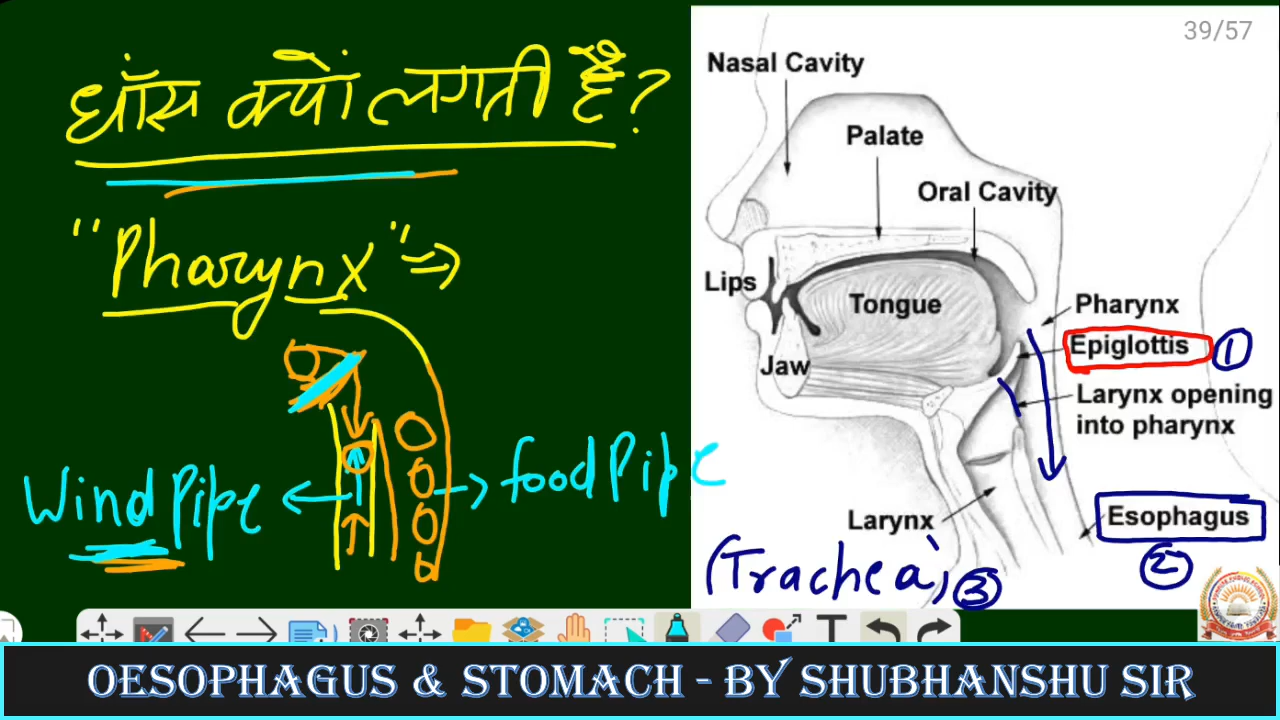 धाँस क्यों लगती है?
"Pharynx" ⇒
Wind Pipe
food Pipe
39/57
Nasal Cavity
Palate
Oral Cavity
Lips
Tongue
Pharynx
Epiglottis ①
Jaw
Larynx opening
into pharynx
Larynx
Esophagus
②
(Trachea) ③
OESOPHAGUS & STOMACH - BY SHUBHANSHU SIR